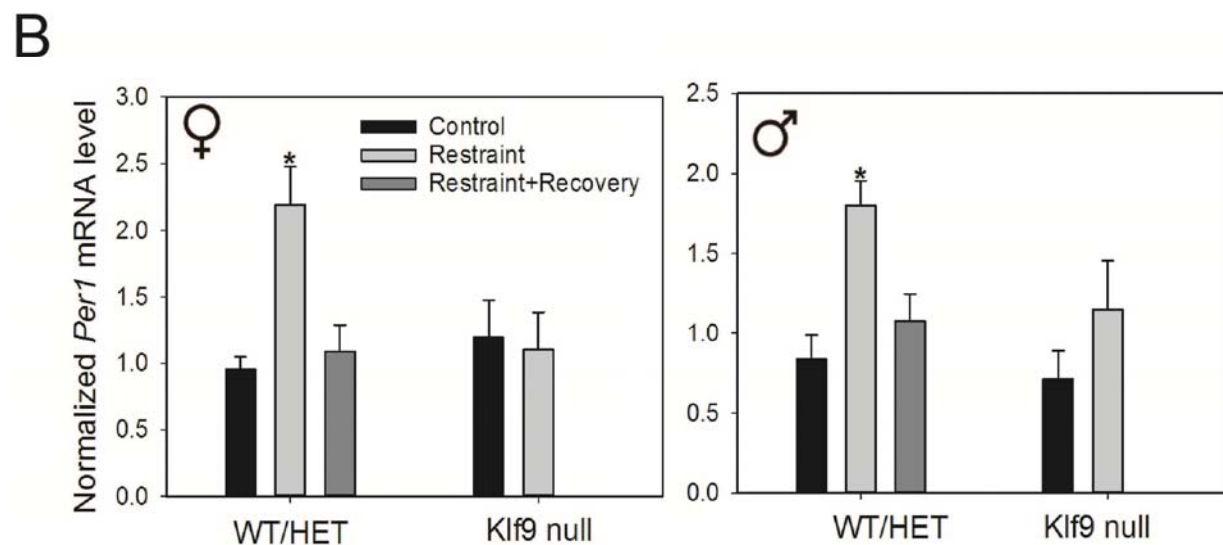 B
Normalized Per1 mRNA level
3.0
2.5
2.0
1.5
1.0
0.5
0.0
♀
*
Control
Restraint
Restraint+Recovery
WT/HET
Klf9 null
2.5
2.0
1.5
1.0
0.5
0.0
♂
*
WT/HET
Klf9 null